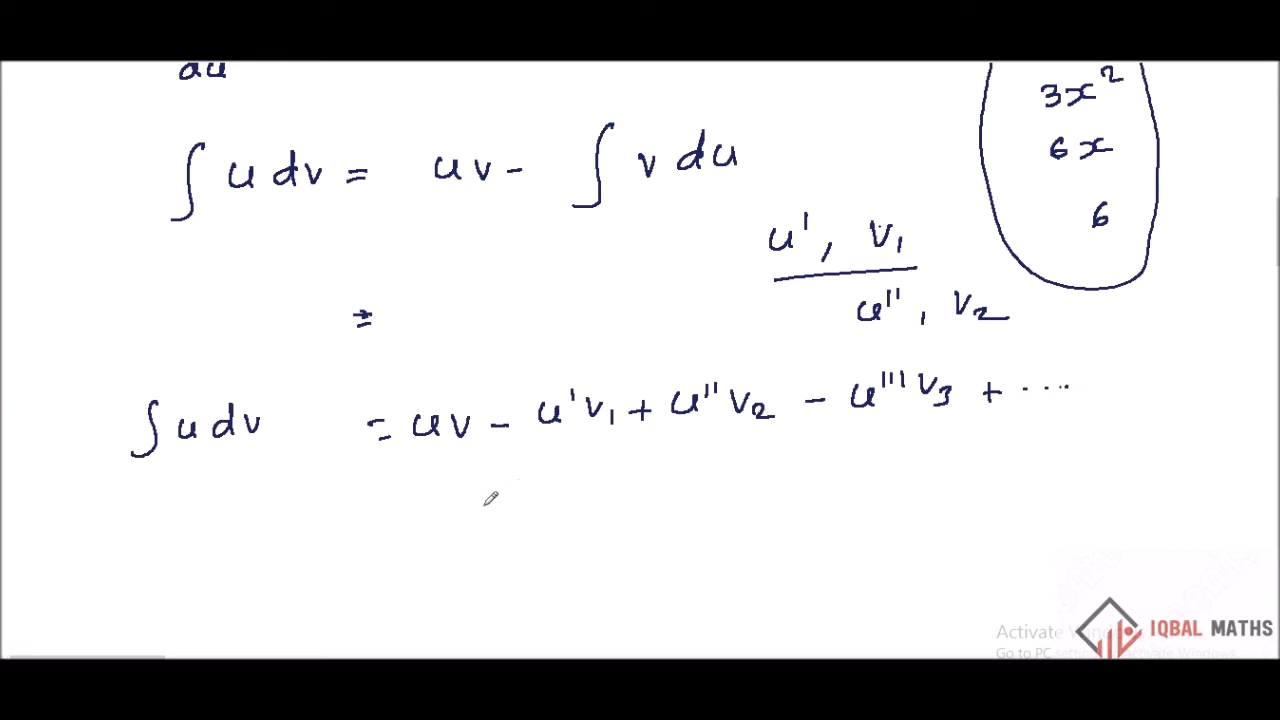 du
3x²
∫ u dv = uv - ∫ v du
6x
6
u', v₁
u'', v₂
⇒
∫ u dv = uv - u'v₁ + u''v₂ - u'''v₃ + ....
Activate
Go to PC settings to activate Windows.
IQBAL MATHS